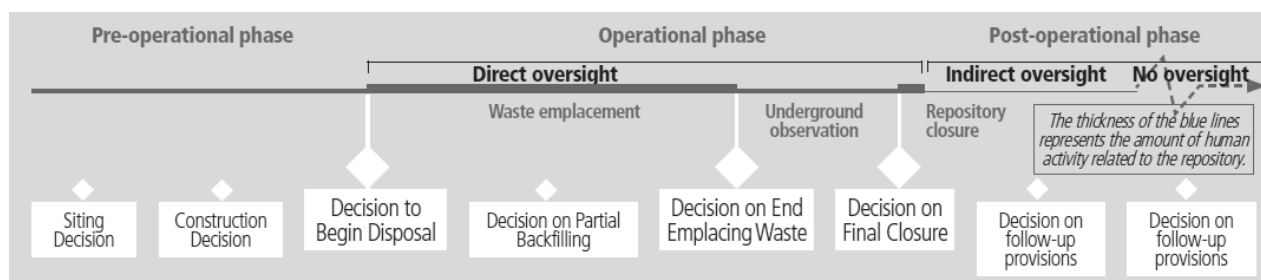 Pre-operational phase
Operational phase
Post-operational phase
Direct oversight
Indirect oversight
No oversight
Waste emplacement
Underground
observation
Repository
closure
The thickness of the blue lines
represents the amount of human
activity related to the repository.
Siting
Decision
Construction
Decision
Decision to
Begin Disposal
Decision on Partial
Backfilling
Decision on End
Emplacing Waste
Decision on
Final Closure
Decision on
follow-up
provisions
Decision on
follow-up
provisions